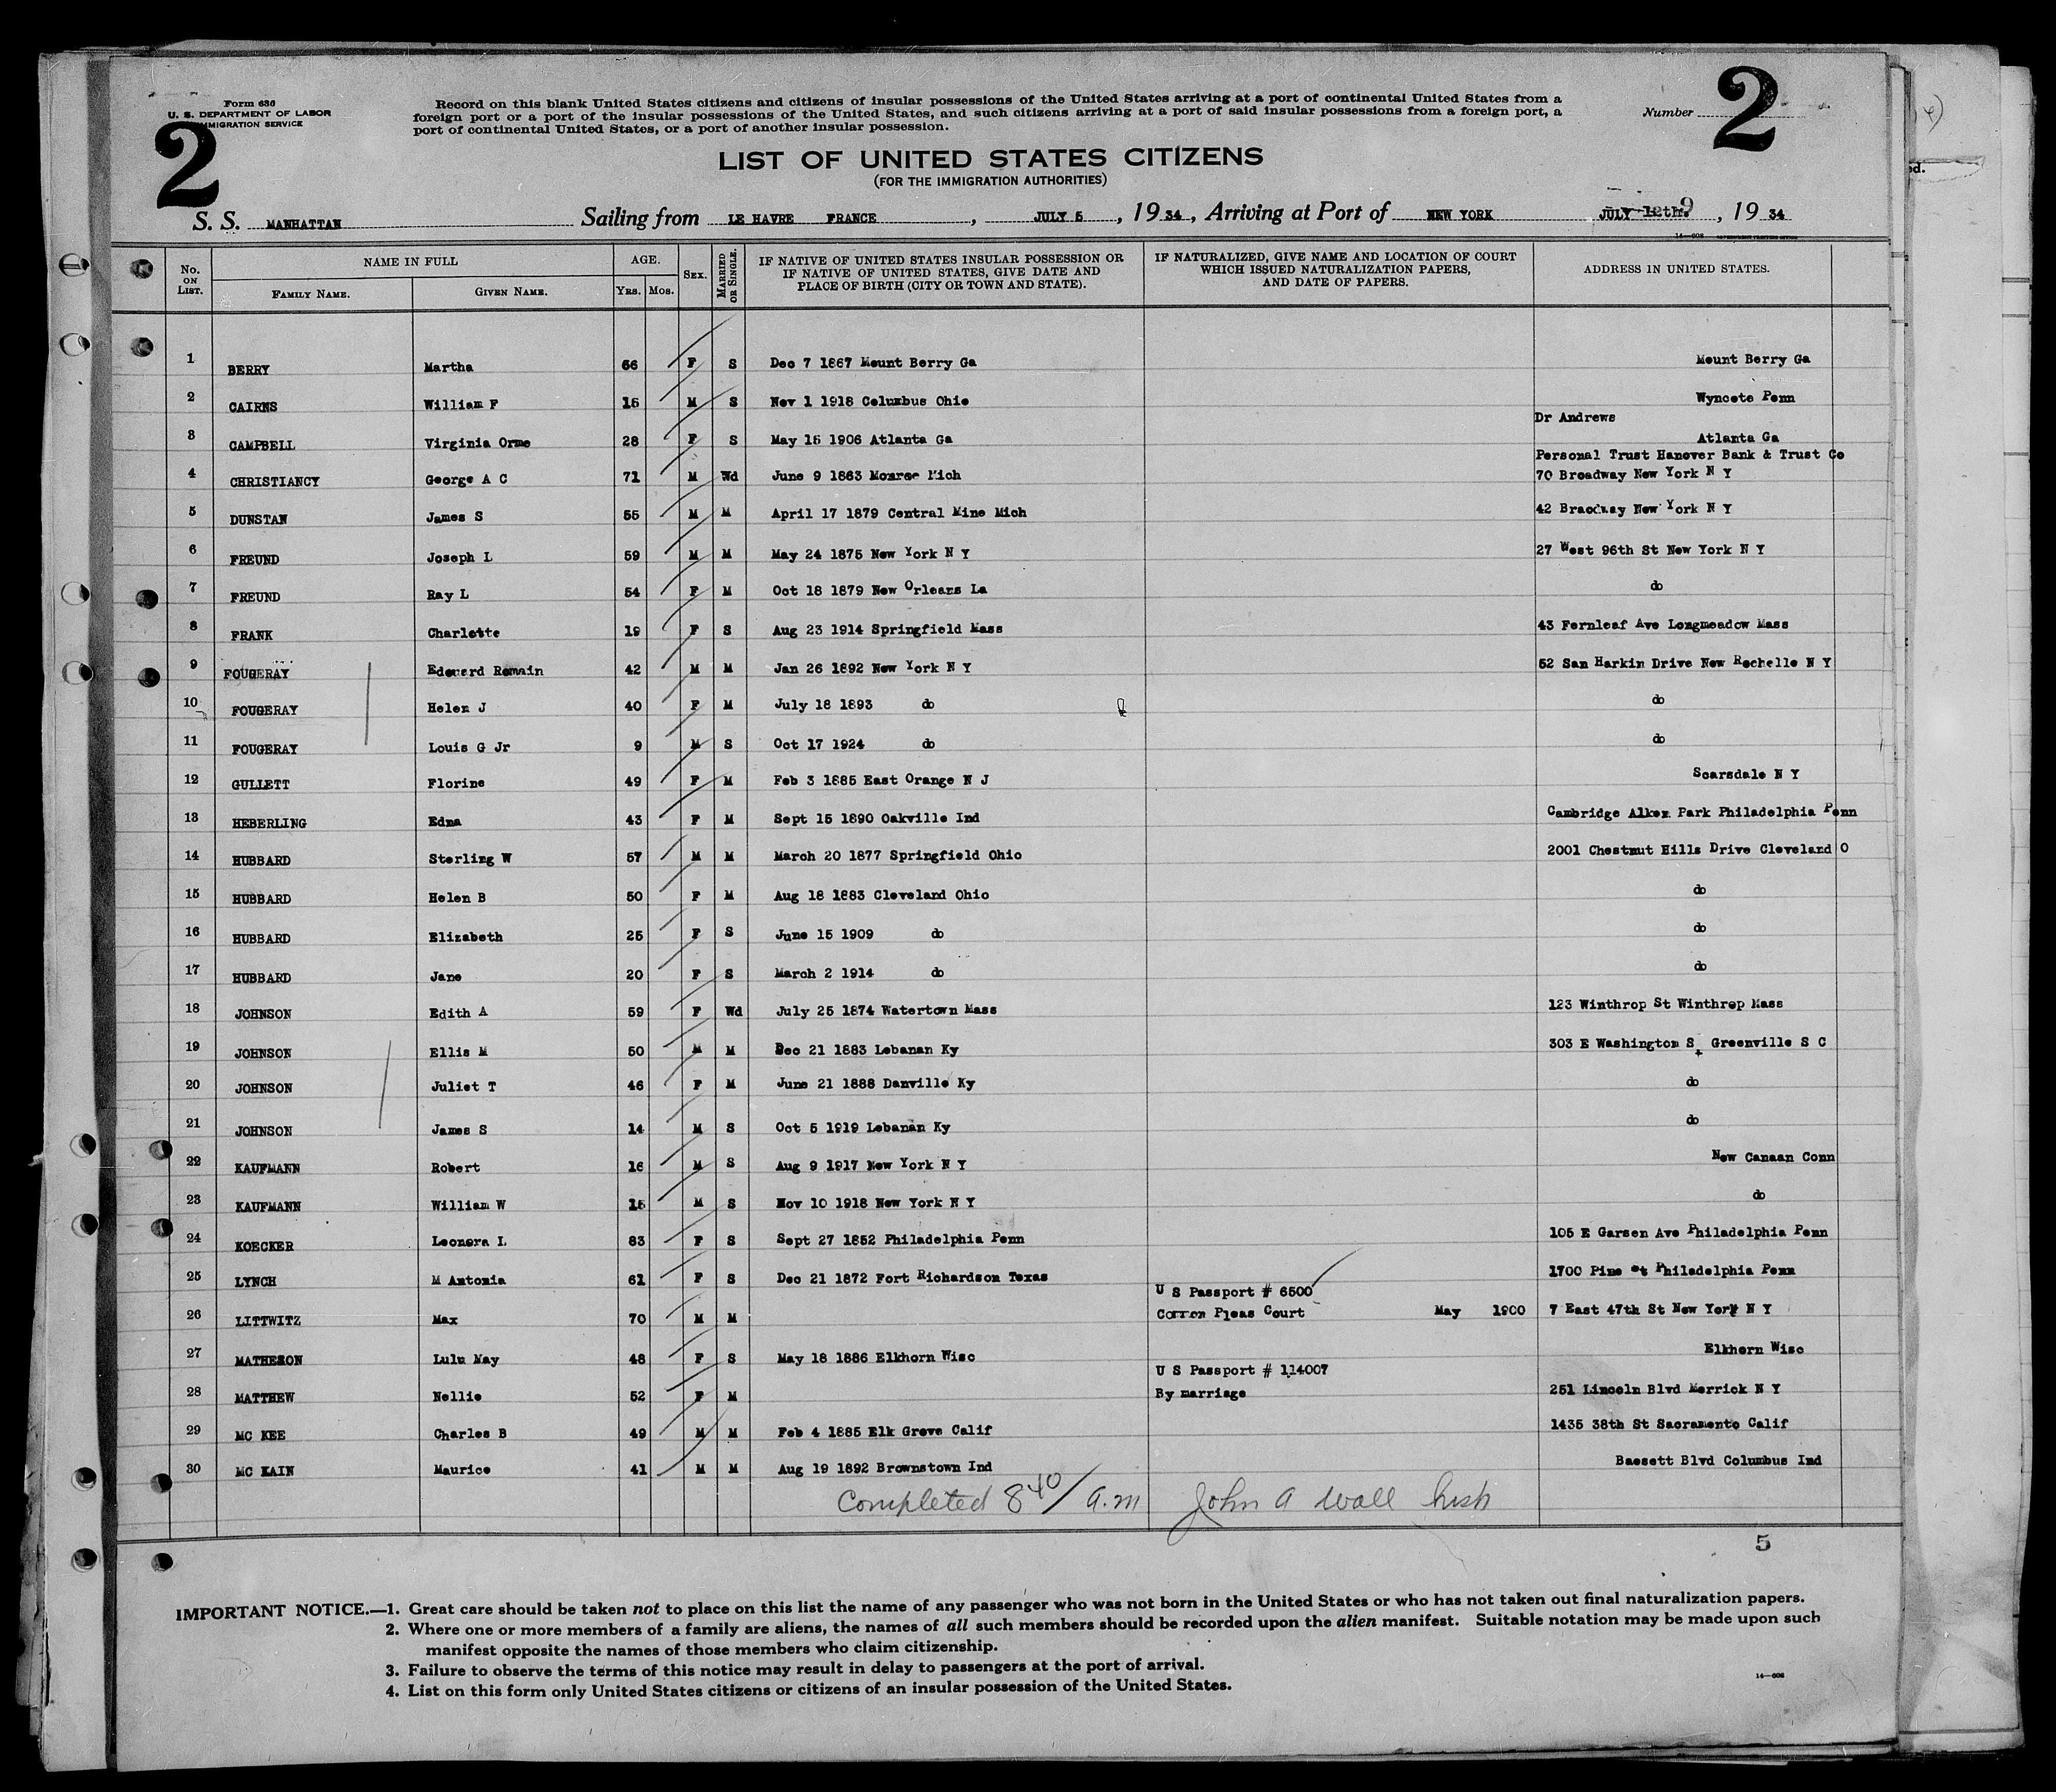 Form 636
U. S. DEPARTMENT OF LABOR
IMMIGRATION SERVICE
2
Record on this blank United States citizens and citizens of insular possessions of the United States arriving at a port of continental United States from a
foreign port or a port of the insular possessions of the United States, and such citizens arriving at a port of said insular possessions from a foreign port, a
port of continental United States, or a port of another insular possession.
Number 2
LIST OF UNITED STATES CITIZENS
(FOR THE IMMIGRATION AUTHORITIES)
S. S. MANHATTAN Sailing from LE HAVRE FRANCE , JULY 5 , 19 34 , Arriving at Port of NEW YORK JULY 12th 9 , 19 34
No. ON LIST. NAME IN FULL FAMILY NAME. GIVEN NAME. AGE. YRS. MOS. SEX. MARRIED OR SINGLE. IF NATIVE OF UNITED STATES INSULAR POSSESSION OR IF NATIVE OF UNITED STATES, GIVE DATE AND PLACE OF BIRTH (CITY OR TOWN AND STATE). IF NATURALIZED, GIVE NAME AND LOCATION OF COURT WHICH ISSUED NATURALIZATION PAPERS, AND DATE OF PAPERS. ADDRESS IN UNITED STATES.
1 BERRY Martha 66 F S Dec 7 1867 Mount Berry Ga Mount Berry Ga
2 CAIRNS William F 15 M S Nov 1 1918 Columbus Ohio Wyncote Penn
Dr Andrews
3 CAMPBELL Virginia Orme 28 F S May 15 1906 Atlanta Ga Atlanta Ga
Personal Trust Hanover Bank & Trust Co
4 CHRISTIANCY George A C 71 M Wd June 9 1863 Monroe Mich 70 Broadway New York N Y
5 DUNSTAN James S 55 M M April 17 1879 Central Mine Mich 42 Broadway New York N Y
6 FREUND Joseph L 59 M M May 24 1875 New York N Y 27 West 96th St New York N Y
7 FREUND Ray L 54 F M Oct 18 1879 New Orleans La do
8 FRANK Charlotte 19 F S Aug 23 1914 Springfield Mass 43 Fernleaf Ave Longmeadow Mass
9 FOUGERAY Edouard Romain 42 M M Jan 26 1892 New York N Y 52 San Harkin Drive New Rochelle N Y
10 FOUGERAY Helen J 40 F M July 18 1893 do do
11 FOUGERAY Louis G Jr 9 M S Oct 17 1924 do do
12 GULLETT Florine 49 F M Feb 3 1885 East Orange N J Scarsdale N Y
13 HEBERLING Edna 43 F M Sept 15 1890 Oakville Ind Cambridge Alken Park Philadelphia Penn
14 HUBBARD Sterling W 57 M M March 20 1877 Springfield Ohio 2001 Chestnut Hills Drive Cleveland O
15 HUBBARD Helen B 50 F M Aug 18 1883 Cleveland Ohio do
16 HUBBARD Elizabeth 25 F S June 15 1909 do do
17 HUBBARD Jane 20 F S March 2 1914 do do
18 JOHNSON Edith A 59 F Wd July 25 1874 Watertown Mass 123 Winthrop St Winthrop Mass
19 JOHNSON Ellis M 50 M M Dec 21 1883 Lebanan Ky 303 E Washington St Greenville S C
20 JOHNSON Juliet T 46 F M June 21 1888 Danville Ky do
21 JOHNSON James S 14 M S Oct 5 1919 Lebanan Ky do
22 KAUFMANN Robert 16 M S Aug 9 1917 New York N Y New Canaan Conn
23 KAUFMANN William W 15 M S Nov 10 1918 New York N Y do
24 KOECKER Leonora L 83 F S Sept 27 1852 Philadelphia Penn 105 E Garsen Ave Philadelphia Penn
25 LYNCH M Antonia 61 F S Dec 21 1872 Fort Richardson Texas 1700 Pine st Philadelphia Penn
U S Passport # 6500
26 LITTWITZ Max 70 M M Common Pleas Court May 1900 7 East 47th St New York N Y
27 MATHESON Lulu May 48 F S May 18 1886 Elkhorn Wisc Elkhorn Wisc
U S Passport # 114007
28 MATTHEW Nellie 52 F M By marriage 251 Lincoln Blvd Merrick N Y
29 MC KEE Charles B 49 M M Feb 4 1885 Elk Grove Calif 1435 38th St Sacramento Calif
30 MC KAIN Maurice 41 M M Aug 19 1892 Brownstown Ind Bassett Blvd Columbus Ind
Completed 8 40/ a.m John A Wall Insp
5
IMPORTANT NOTICE.—1. Great care should be taken not to place on this list the name of any passenger who was not born in the United States or who has not taken out final naturalization papers.
2. Where one or more members of a family are aliens, the names of all such members should be recorded upon the alien manifest. Suitable notation may be made upon such
manifest opposite the names of those members who claim citizenship.
3. Failure to observe the terms of this notice may result in delay to passengers at the port of arrival.
4. List on this form only United States citizens or citizens of an insular possession of the United States.
14—608